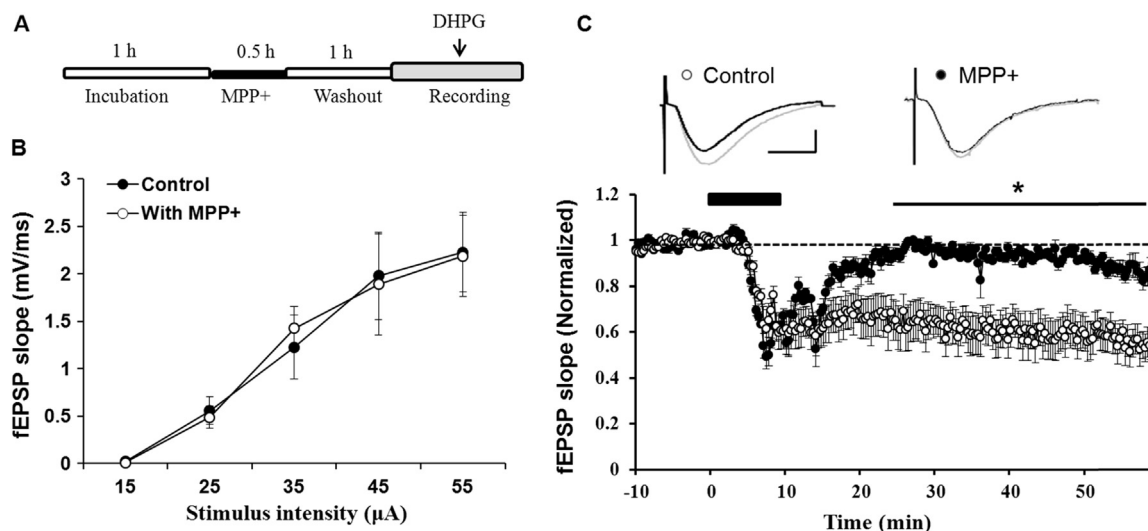 A
DHPG
1 h 0.5 h 1 h
Incubation MPP+ Washout Recording
B
fEPSP slope (mV/ms)
3
2.5
2
1.5
1
0.5
0
Control
With MPP+
15 25 35 45 55
Stimulus intensity (µA)
C
Control MPP+
*
fEPSP slope (Normalized)
1.2
1
0.8
0.6
0.4
0.2
0
-10 0 10 20 30 40 50
Time (min)